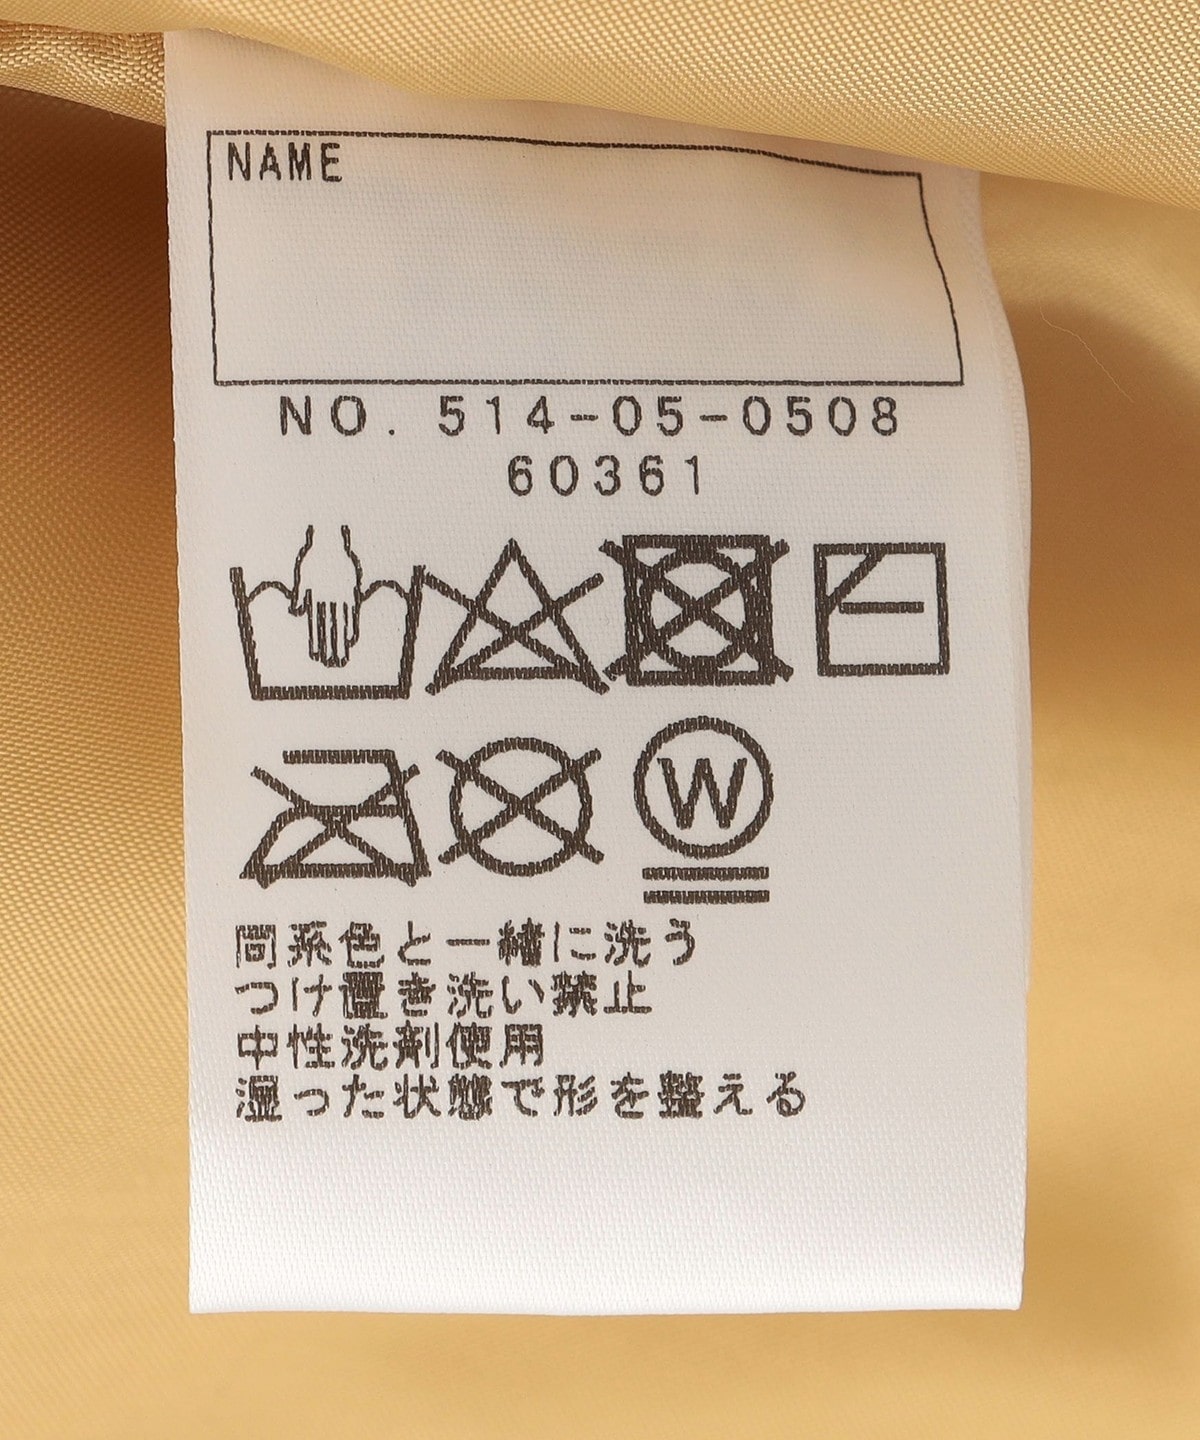 NAME
NO. 514-05-0508
60361
W
同系色と一緒に洗う
つけ置き洗い禁止
中性洗剤使用
湿った状態で形を整える